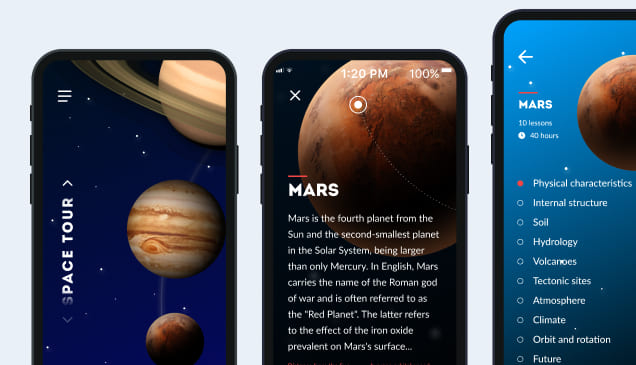 SPACE TOUR
1:20 PM
100%
MARS
Mars is the fourth planet from the
Sun and the second-smallest planet
in the Solar System, being larger
than only Mercury. In English, Mars
carries the name of the Roman god
of war and is often referred to as
the "Red Planet". The latter refers
to the effect of the iron oxide
prevalent on Mars's surface...
MARS
10 lessons
40 hours
Physical characteristics
Internal structure
Soil
Hydrology
Volcanoes
Tectonic sites
Atmosphere
Climate
Orbit and rotation
Future